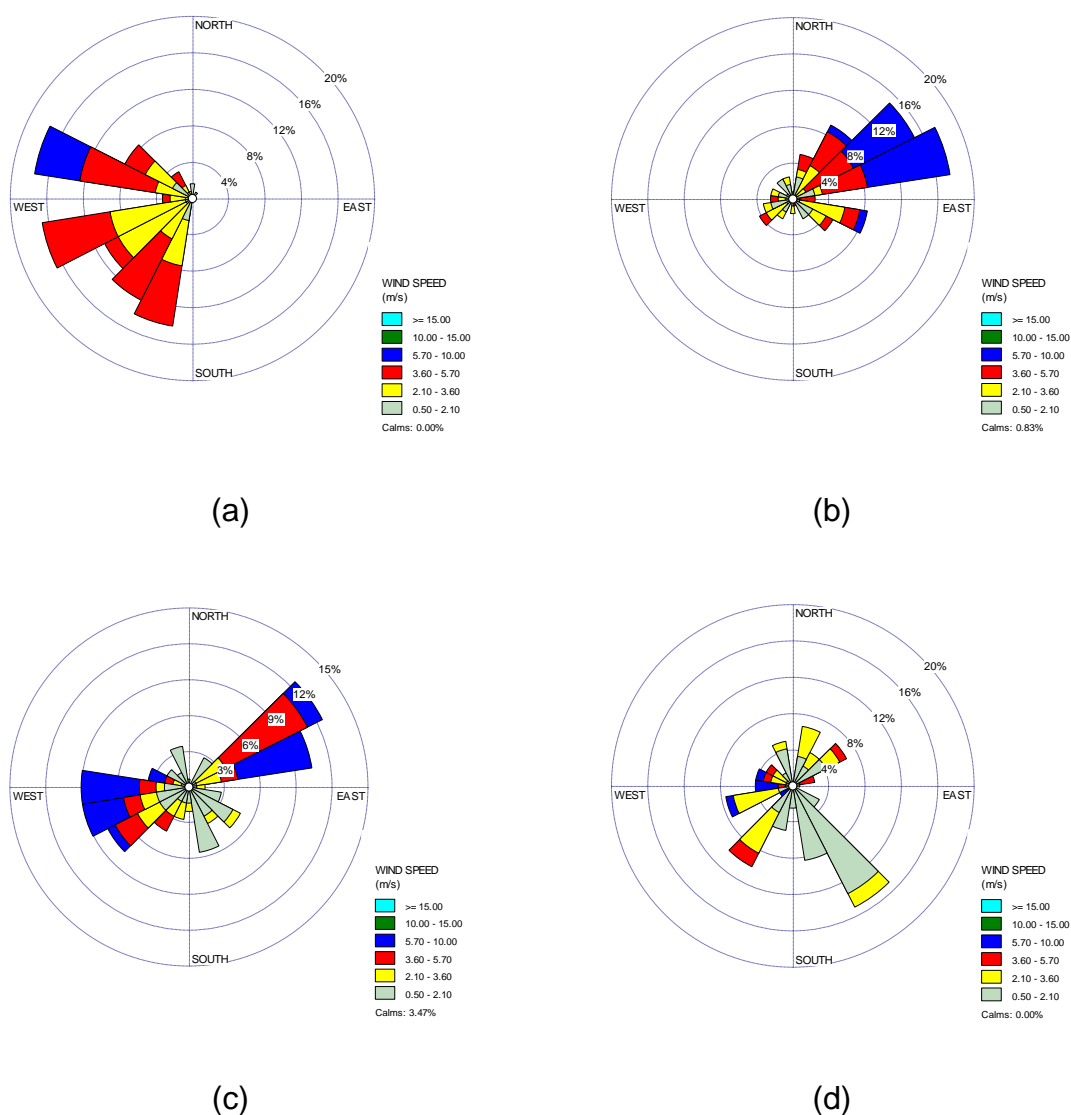 NORTH
20%
16%
12%
8%
4%
WEST
EAST
SOUTH
WIND SPEED
(m/s)
>= 15.00
10.00 - 15.00
5.70 - 10.00
3.60 - 5.70
2.10 - 3.60
0.50 - 2.10
Calms: 0.00%
(a)
NORTH
20%
16%
12%
8%
4%
WEST
EAST
SOUTH
WIND SPEED
(m/s)
>= 15.00
10.00 - 15.00
5.70 - 10.00
3.60 - 5.70
2.10 - 3.60
0.50 - 2.10
Calms: 0.83%
(b)
NORTH
15%
12%
9%
6%
3%
WEST
EAST
SOUTH
WIND SPEED
(m/s)
>= 15.00
10.00 - 15.00
5.70 - 10.00
3.60 - 5.70
2.10 - 3.60
0.50 - 2.10
Calms: 3.47%
(c)
NORTH
20%
16%
12%
8%
4%
WEST
EAST
SOUTH
WIND SPEED
(m/s)
>= 15.00
10.00 - 15.00
5.70 - 10.00
3.60 - 5.70
2.10 - 3.60
0.50 - 2.10
Calms: 0.00%
(d)